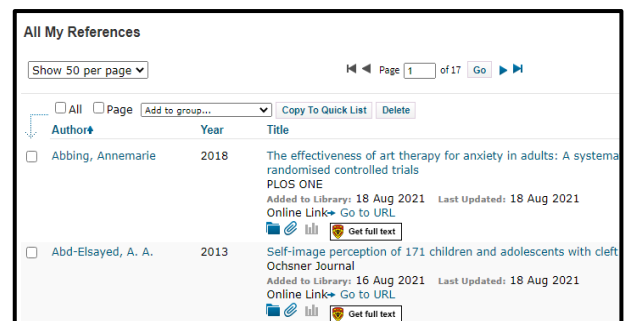 All My References
Show 50 per page Page 1 of 17 Go
All Page Add to group... Copy To Quick List Delete
Author Year Title
Abbing, Annemarie 2018 The effectiveness of art therapy for anxiety in adults: A systema
randomised controlled trials
PLOS ONE
Added to Library: 18 Aug 2021 Last Updated: 18 Aug 2021
Online Link→ Go to URL
Get full text
Abd-Elsayed, A. A. 2013 Self-image perception of 171 children and adolescents with cleft
Ochsner Journal
Added to Library: 16 Aug 2021 Last Updated: 18 Aug 2021
Online Link→ Go to URL
Get full text